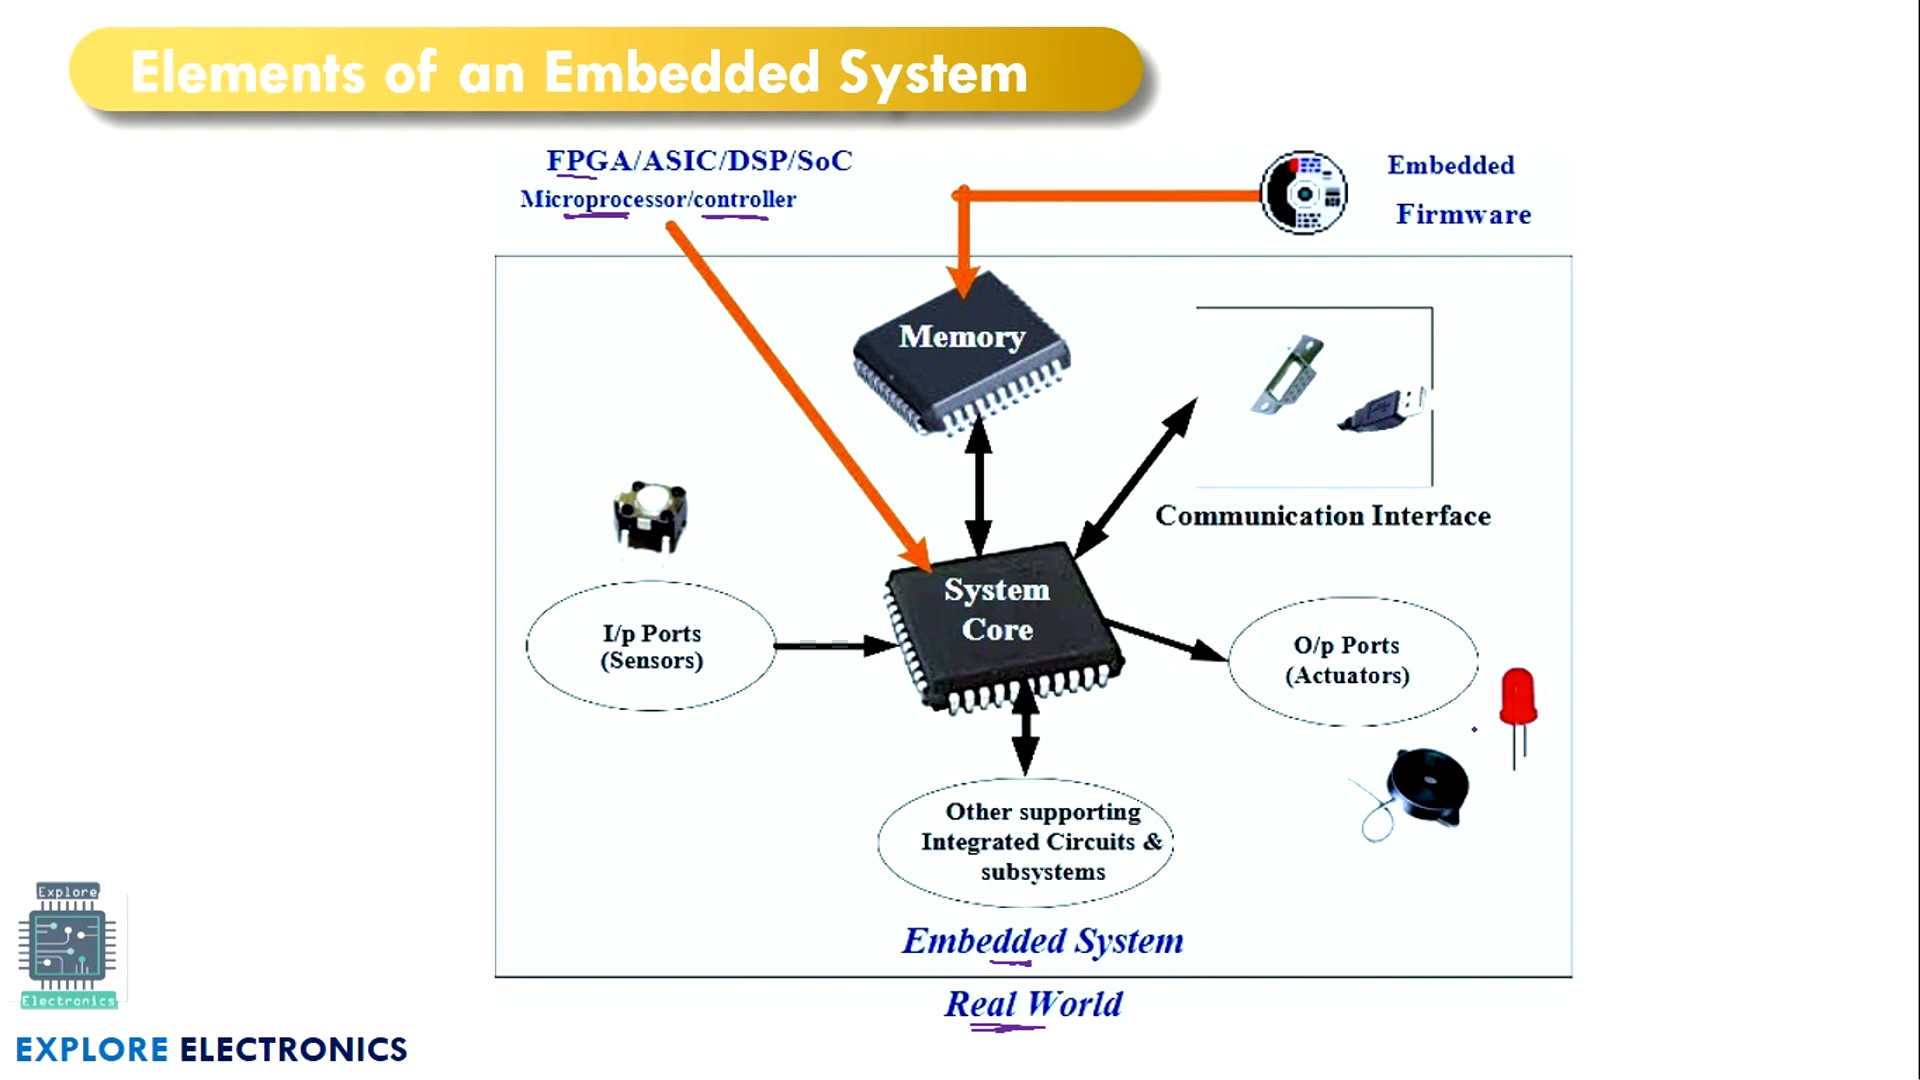 Elements of an Embedded System
FPGA/ASIC/DSP/SoC
Microprocessor/controller
Embedded
Firmware
Memory
Communication Interface
System
Core
I/p Ports
(Sensors)
O/p Ports
(Actuators)
Other supporting
Integrated Circuits &
subsystems
Embedded System
Real World
Explore
Electronics
EXPLORE ELECTRONICS